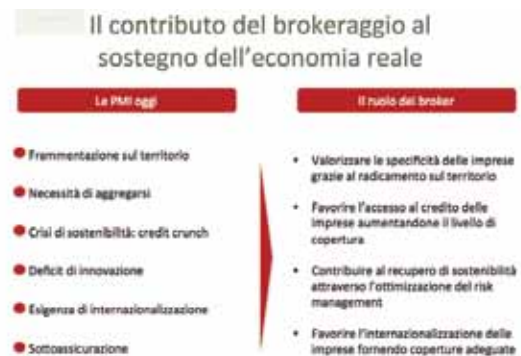 Il contributo del brokeraggio al
sostegno dell'economia reale
Le PMI oggi
Frammentazione sul territorio
Necessità di aggregarsi
Crisi di sostenibilità: credit crunch
Deficit di innovazione
Esigenza di internazionalizzazione
Sottoassicurazione
Il ruolo dei broker
• Valorizzare le specificità delle imprese
grazie al radicamento sul territorio
• Favorire l'accesso al credito delle
imprese aumentandone il livello di
copertura
• Contribuire al recupero di sostenibilità
attraverso l'ottimizzazione del risk
management
• Favorire l'internazionalizzazione delle
imprese fornendo coperture adeguate